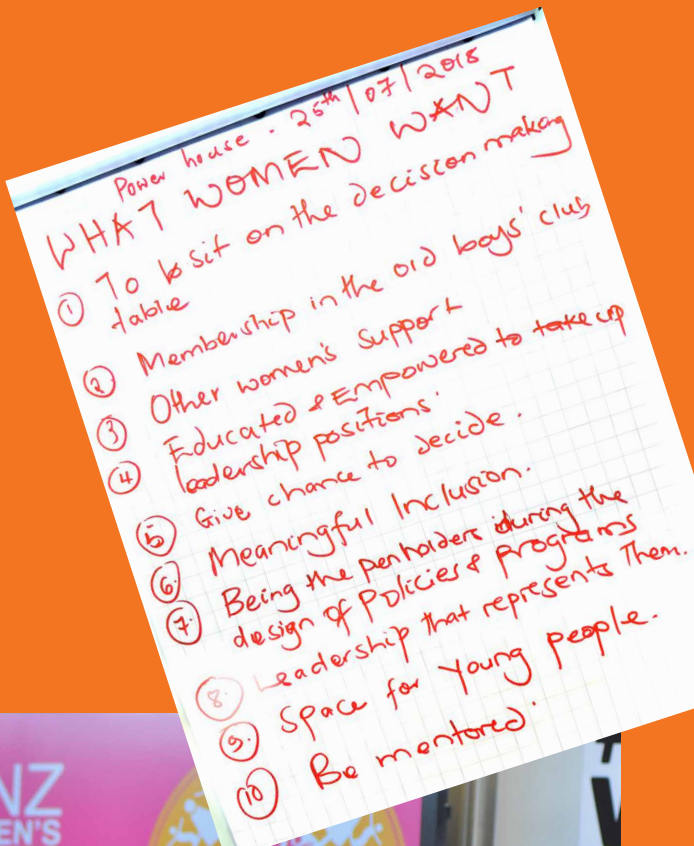 Power house - 25th/07/2018
WHAT WOMEN WANT
① To sit on the decision making
table
② Membership in the old boys' club
③ Other women's support
④ Educated & Empowered to take up
leadership positions.
⑤ Give chance to decide.
⑥ Meaningful Inclusion.
⑦ Being the penholders during the
design of Policies & programs
⑧ Leadership that represents Them.
⑨ Space for Young people.
⑩ Be mentored.
NZ
EN'S